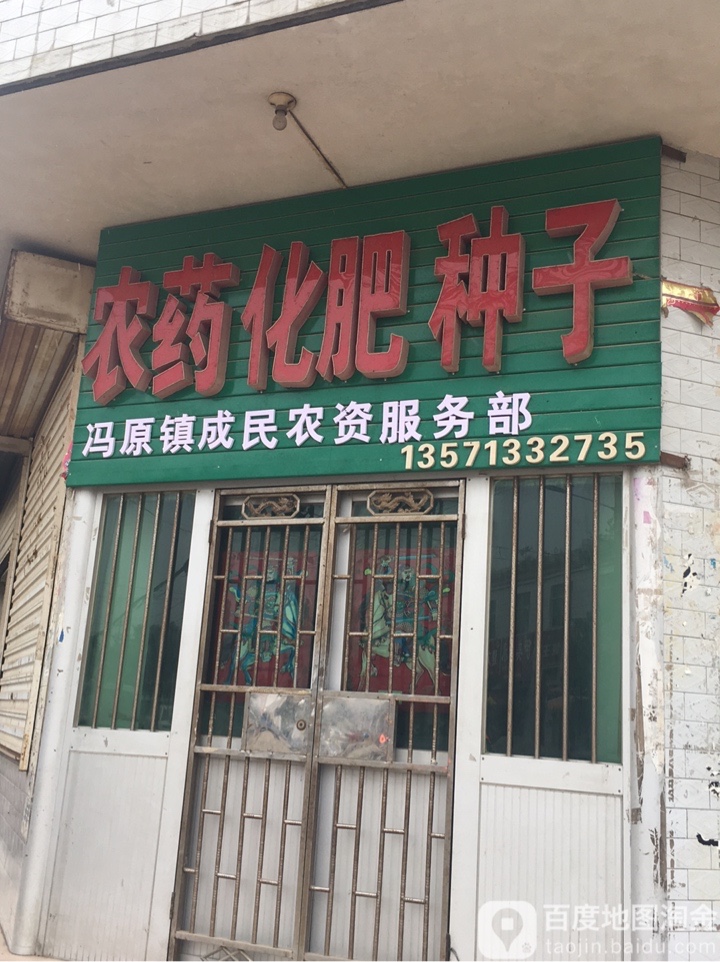 农药 化肥 种子
冯原镇成民农资服务部
13571332735
百度地图淘金
taojin.baidu.com